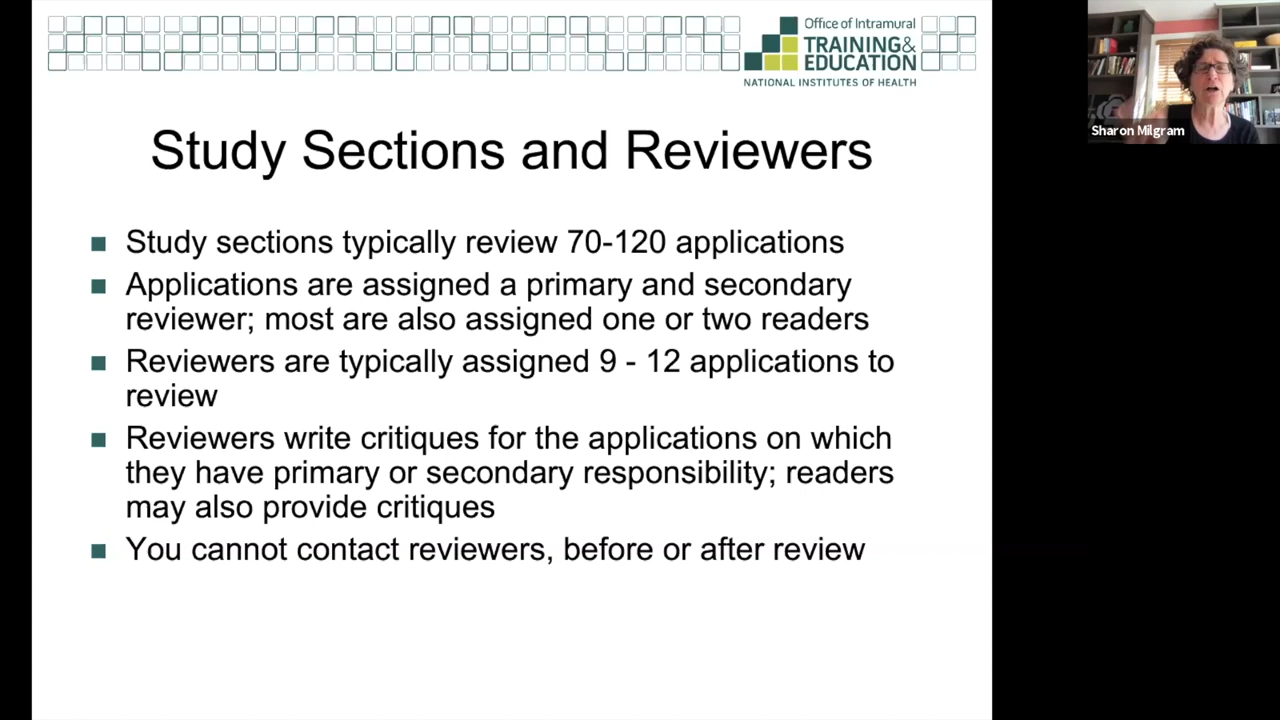 Office of Intramural
TRAINING&
EDUCATION
NATIONAL INSTITUTES OF HEALTH
Sharon Milgram
Study Sections and Reviewers
Study sections typically review 70-120 applications
Applications are assigned a primary and secondary
reviewer; most are also assigned one or two readers
Reviewers are typically assigned 9 - 12 applications to
review
Reviewers write critiques for the applications on which
they have primary or secondary responsibility; readers
may also provide critiques
You cannot contact reviewers, before or after review